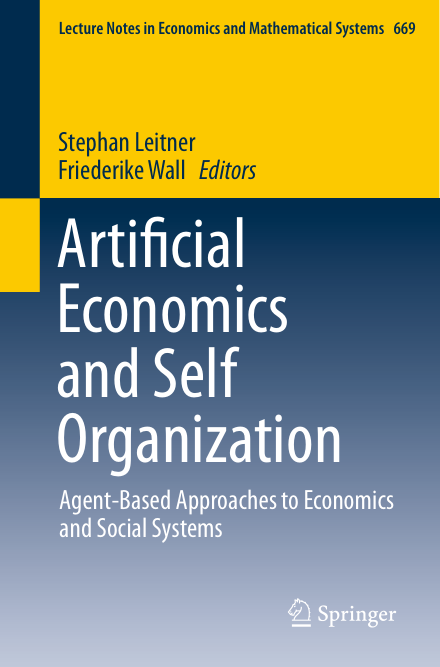 Lecture Notes in Economics and Mathematical Systems 669
Stephan Leitner
Friederike Wall Editors
Artificial
Economics
and Self
Organization
Agent-Based Approaches to Economics
and Social Systems
Springer